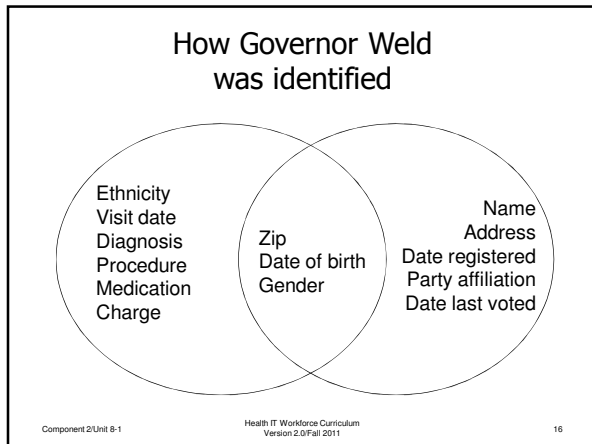 How Governor Weld
was identified
Ethnicity
Visit date
Diagnosis
Procedure
Medication
Charge
Zip
Date of birth
Gender
Name
Address
Date registered
Party affiliation
Date last voted
Component 2/Unit 8-1
Health IT Workforce Curriculum
Version 2.0/Fall 2011
16